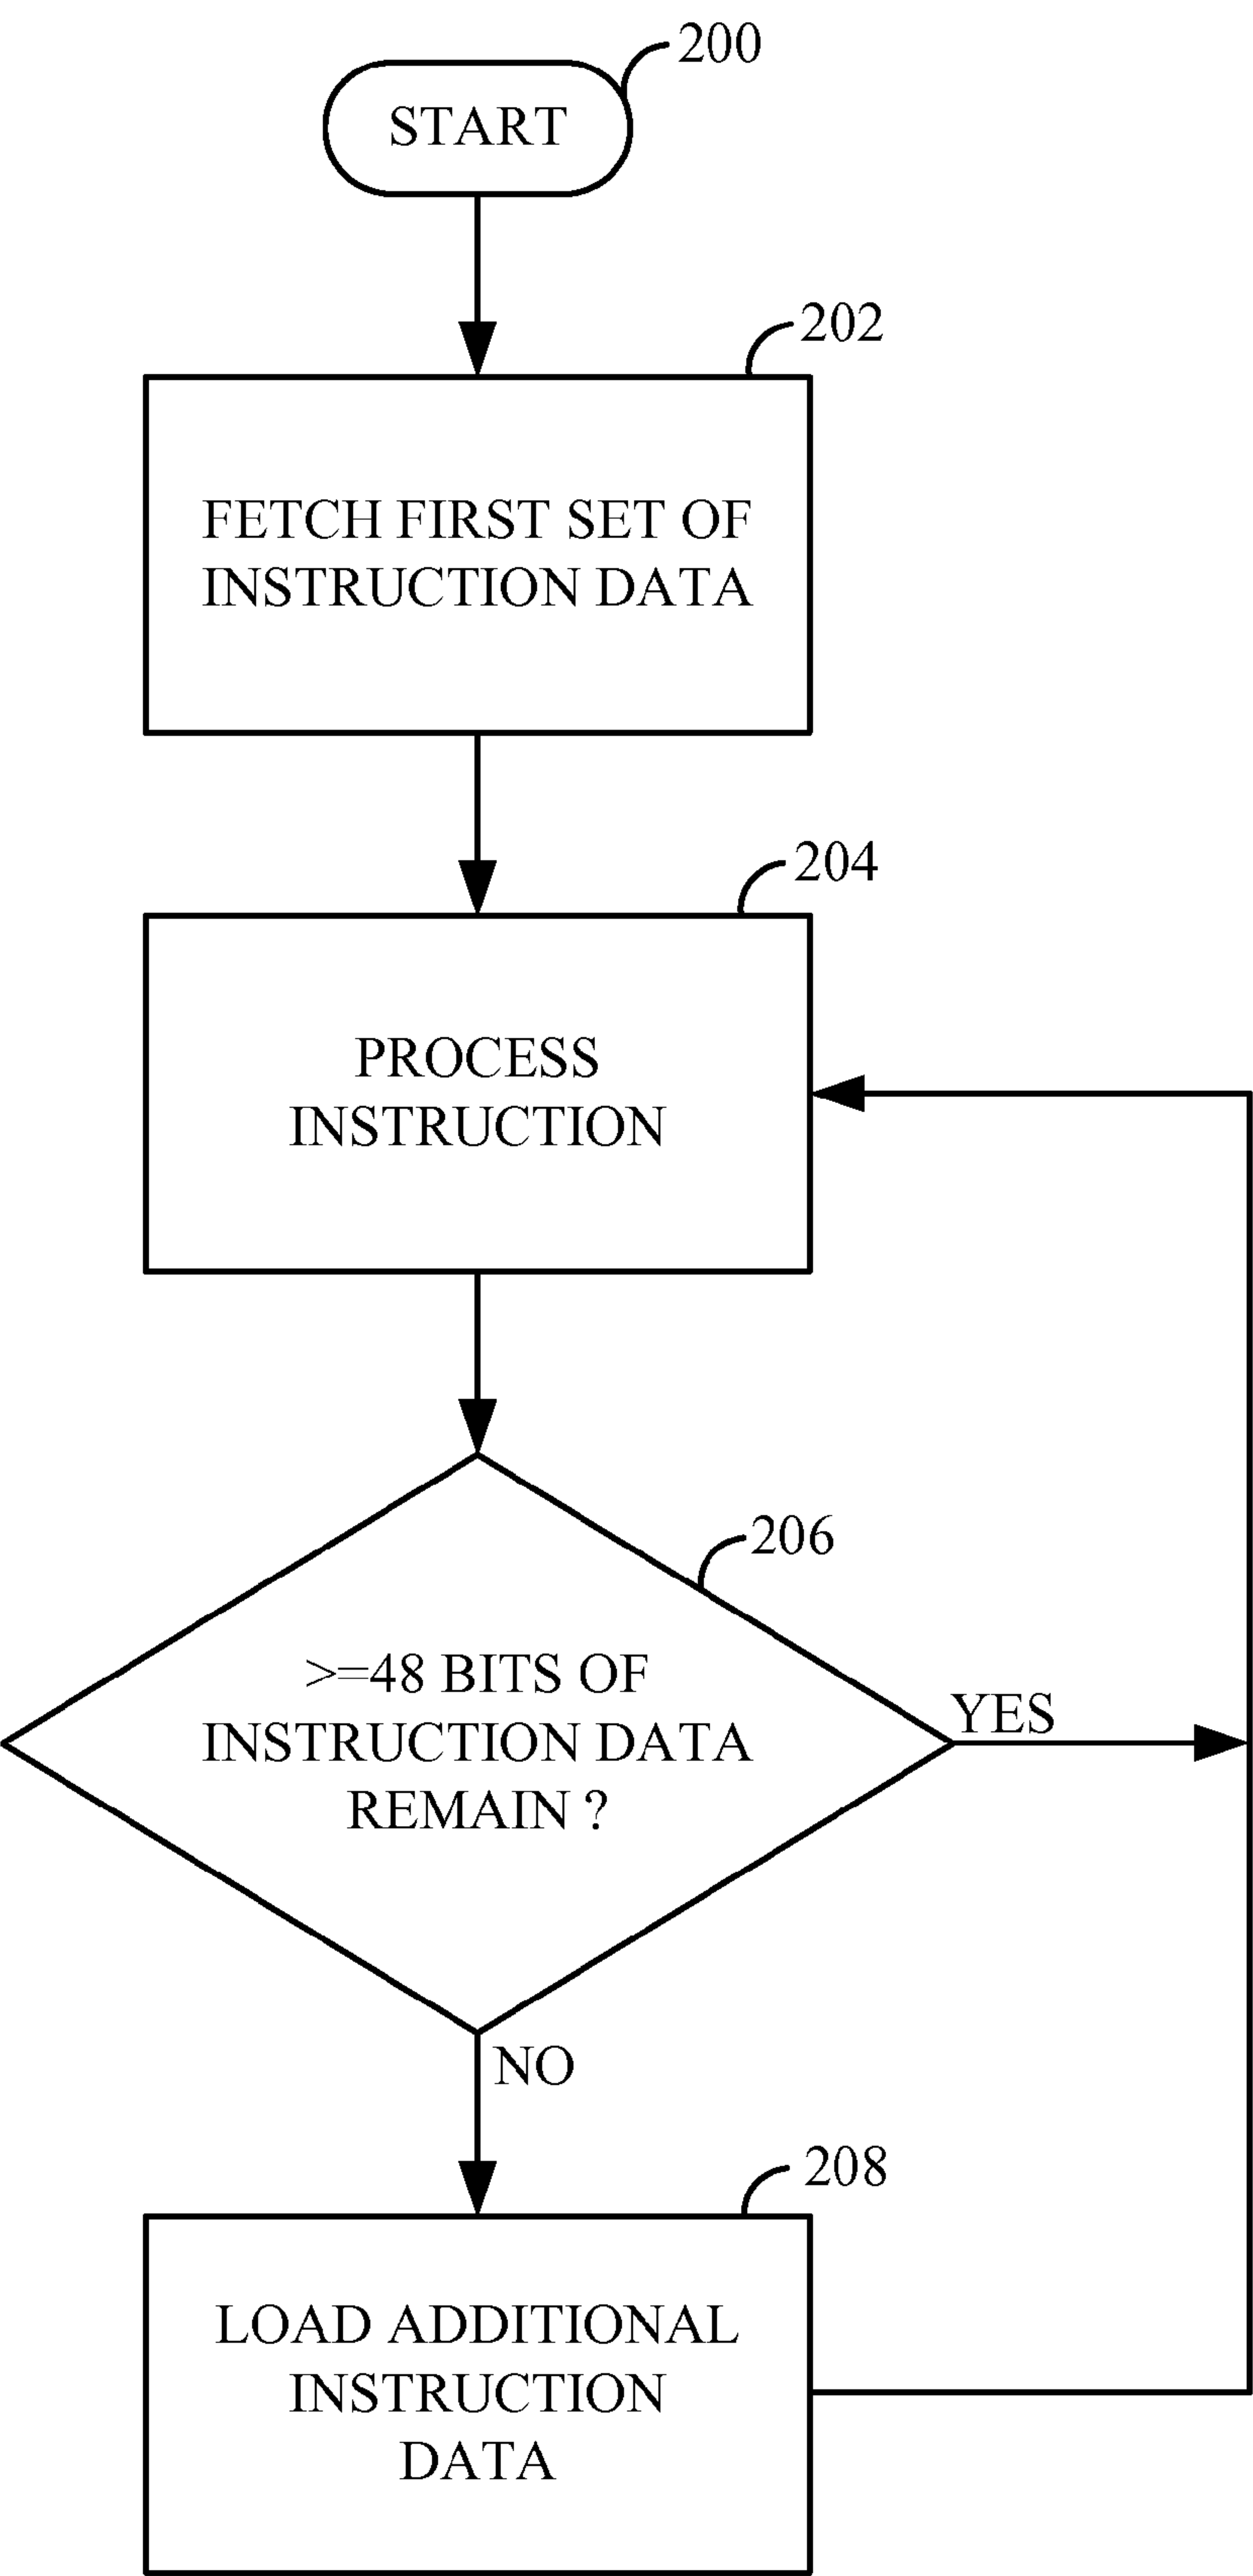 200
START
202
FETCH FIRST SET OF
INSTRUCTION DATA
204
PROCESS
INSTRUCTION
206
>=48 BITS OF
INSTRUCTION DATA
REMAIN ?
YES
NO
208
LOAD ADDITIONAL
INSTRUCTION
DATA